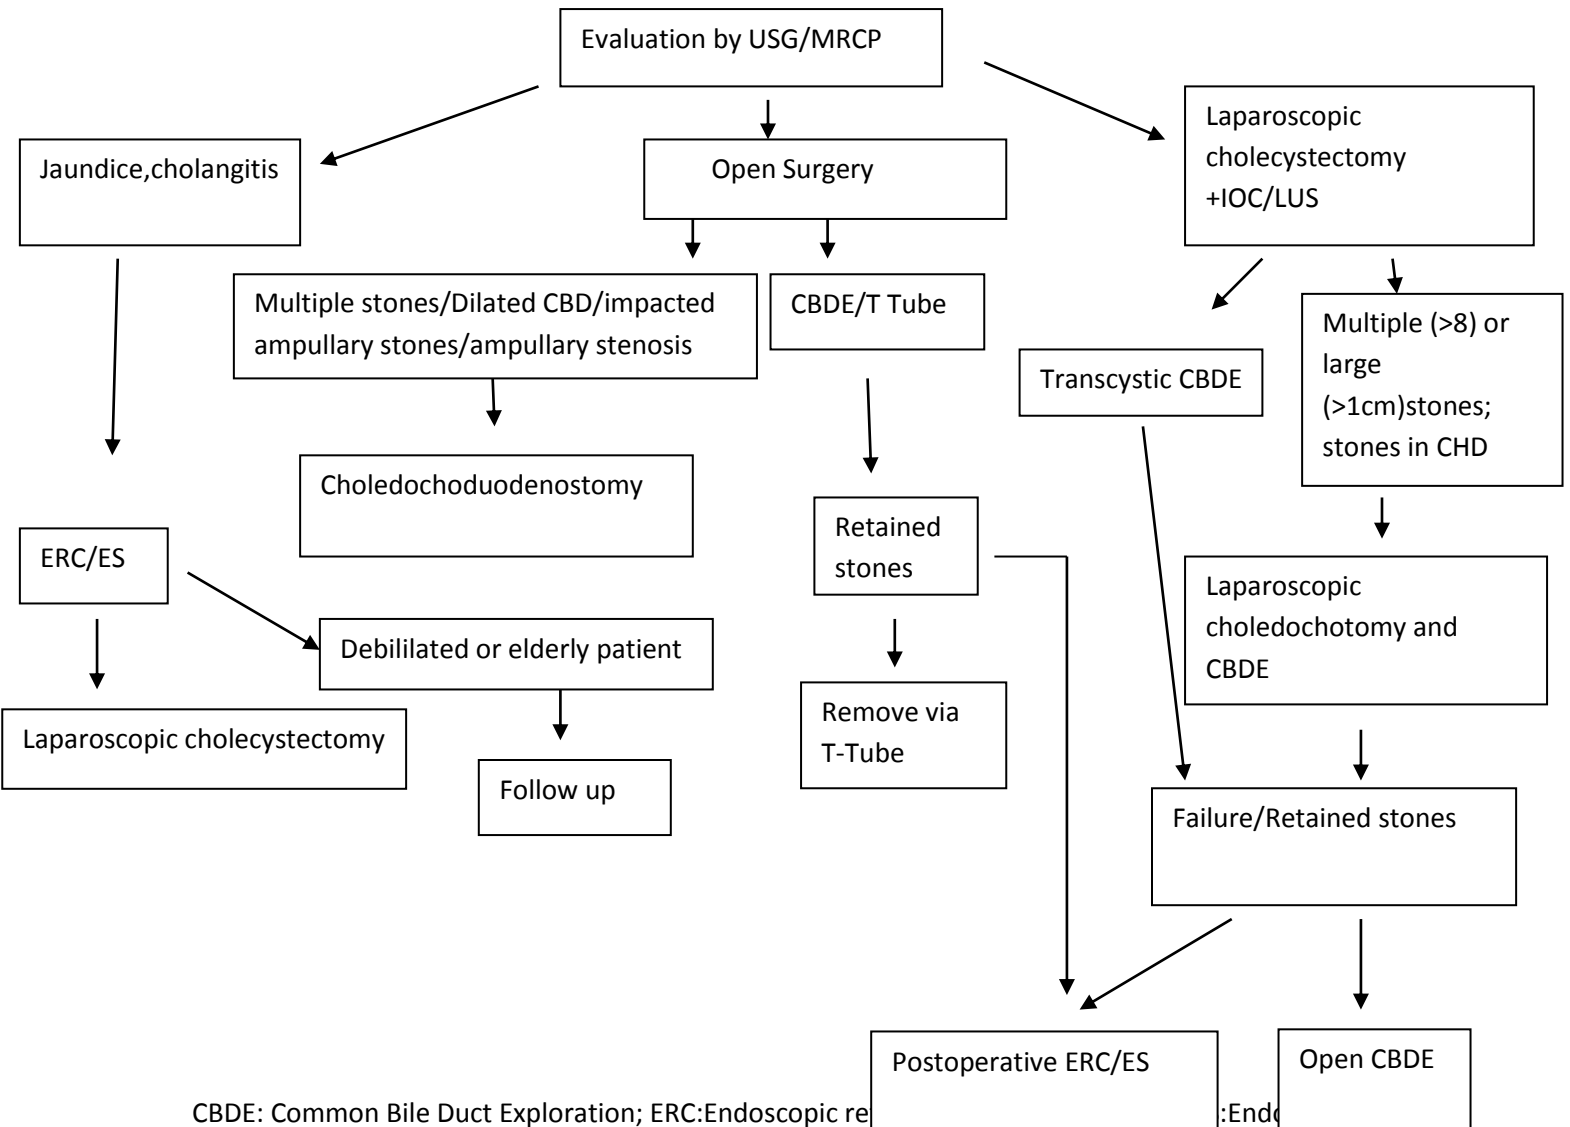 Evaluation by USG/MRCP
Jaundice,cholangitis
Open Surgery
Laparoscopic
cholecystectomy
+IOC/LUS
Multiple stones/Dilated CBD/impacted
ampullary stones/ampullary stenosis
CBDE/T Tube
Transcystic CBDE
Multiple (>8) or
large
(>1cm)stones;
stones in CHD
Choledochoduodenostomy
Retained
stones
ERC/ES
Laparoscopic
choledochotomy and
CBDE
Debililated or elderly patient
Laparoscopic cholecystectomy
Remove via
T-Tube
Follow up
Failure/Retained stones
Postoperative ERC/ES
Open CBDE
CBDE: Common Bile Duct Exploration; ERC:Endoscopic